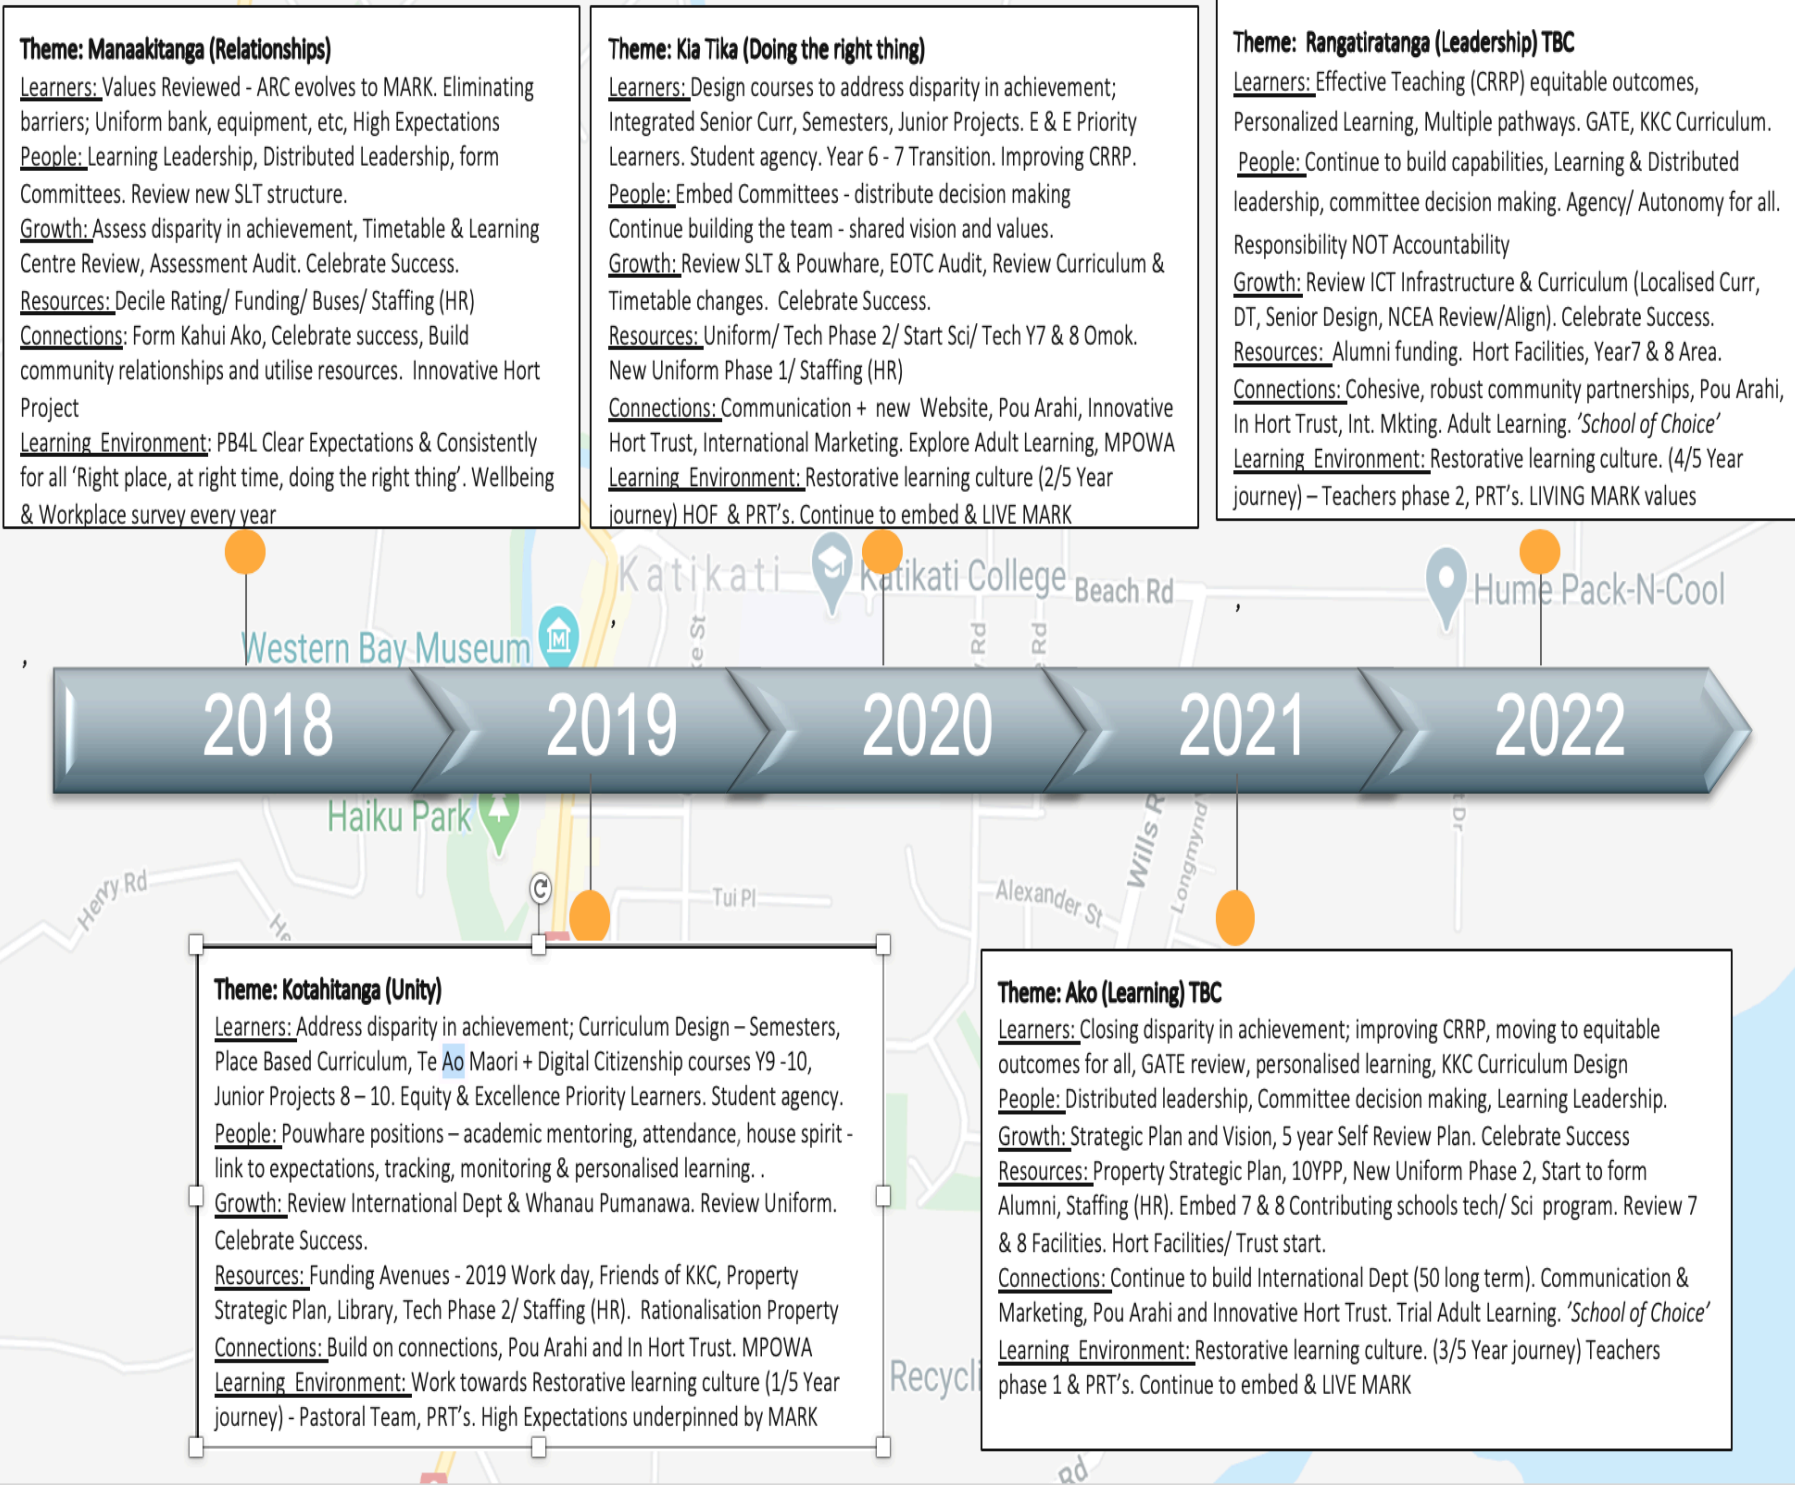 Theme: Manaakitanga (Relationships)
Learners: Values Reviewed - ARC evolves to MARK. Eliminating
barriers; Uniform bank, equipment, etc, High Expectations
People: Learning Leadership, Distributed Leadership, form
Committees. Review new SLT structure.
Growth: Assess disparity in achievement, Timetable & Learning
Centre Review, Assessment Audit. Celebrate Success.
Resources: Decile Rating/ Funding/ Buses/ Staffing (HR)
Connections: Form Kahui Ako, Celebrate success, Build
community relationships and utilise resources. Innovative Hort
Project
Learning Environment: PB4L Clear Expectations & Consistently
for all ‘Right place, at right time, doing the right thing’. Wellbeing
& Workplace survey every year
Theme: Kia Tika (Doing the right thing)
Learners: Design courses to address disparity in achievement;
Integrated Senior Curr, Semesters, Junior Projects. E & E Priority
Learners. Student agency. Year 6 - 7 Transition. Improving CRRP.
People: Embed Committees - distribute decision making
Continue building the team - shared vision and values.
Growth: Review SLT & Pouwhare, EOTC Audit, Review Curriculum &
Timetable changes. Celebrate Success.
Resources: Uniform/ Tech Phase 2/ Start Sci/ Tech Y7 & 8 Omok.
New Uniform Phase 1/ Staffing (HR)
Connections: Communication + new Website, Pou Arahi, Innovative
Hort Trust, International Marketing. Explore Adult Learning, MPOWA
Learning Environment: Restorative learning culture (2/5 Year
journey) HOF & PRT’s. Continue to embed & LIVE MARK
Theme: Rangatiratanga (Leadership) TBC
Learners: Effective Teaching (CRRP) equitable outcomes,
Personalized Learning, Multiple pathways. GATE, KKC Curriculum.
People: Continue to build capabilities, Learning & Distributed
leadership, committee decision making. Agency/ Autonomy for all.
Responsibility NOT Accountability
Growth: Review ICT Infrastructure & Curriculum (Localised Curr,
DT, Senior Design, NCEA Review/Align). Celebrate Success.
Resources: Alumni funding. Hort Facilities, Year7 & 8 Area.
Connections: Cohesive, robust community partnerships, Pou Arahi,
In Hort Trust, Int. Mkting. Adult Learning. ’School of Choice’
Learning Environment: Restorative learning culture. (4/5 Year
journey) – Teachers phase 2, PRT’s. LIVING MARK values
Katikati
Katikati College
Beach Rd
Hume Pack-N-Cool
Western Bay Museum
ke St
Rd
Rd
,
,
,
2018
2019
2020
2021
2022
Haiku Park
Henry Rd
He
Tui Pl
Alexander St
Wills R
Longmynd
t Dr
Theme: Kotahitanga (Unity)
Learners: Address disparity in achievement; Curriculum Design – Semesters,
Place Based Curriculum, Te Ao Maori + Digital Citizenship courses Y9 -10,
Junior Projects 8 – 10. Equity & Excellence Priority Learners. Student agency.
People: Pouwhare positions – academic mentoring, attendance, house spirit -
link to expectations, tracking, monitoring & personalised learning. .
Growth: Review International Dept & Whanau Pumanawa. Review Uniform.
Celebrate Success.
Resources: Funding Avenues - 2019 Work day, Friends of KKC, Property
Strategic Plan, Library, Tech Phase 2/ Staffing (HR). Rationalisation Property
Connections: Build on connections, Pou Arahi and In Hort Trust. MPOWA
Learning Environment: Work towards Restorative learning culture (1/5 Year
journey) - Pastoral Team, PRT’s. High Expectations underpinned by MARK
Theme: Ako (Learning) TBC
Learners: Closing disparity in achievement; improving CRRP, moving to equitable
outcomes for all, GATE review, personalised learning, KKC Curriculum Design
People: Distributed leadership, Committee decision making, Learning Leadership.
Growth: Strategic Plan and Vision, 5 year Self Review Plan. Celebrate Success
Resources: Property Strategic Plan, 10YPP, New Uniform Phase 2, Start to form
Alumni, Staffing (HR). Embed 7 & 8 Contributing schools tech/ Sci program. Review 7
& 8 Facilities. Hort Facilities/ Trust start.
Connections: Continue to build International Dept (50 long term). Communication &
Marketing, Pou Arahi and Innovative Hort Trust. Trial Adult Learning. ’School of Choice’
Learning Environment: Restorative learning culture. (3/5 Year journey) Teachers
phase 1 & PRT’s. Continue to embed & LIVE MARK
Recycli
Rd